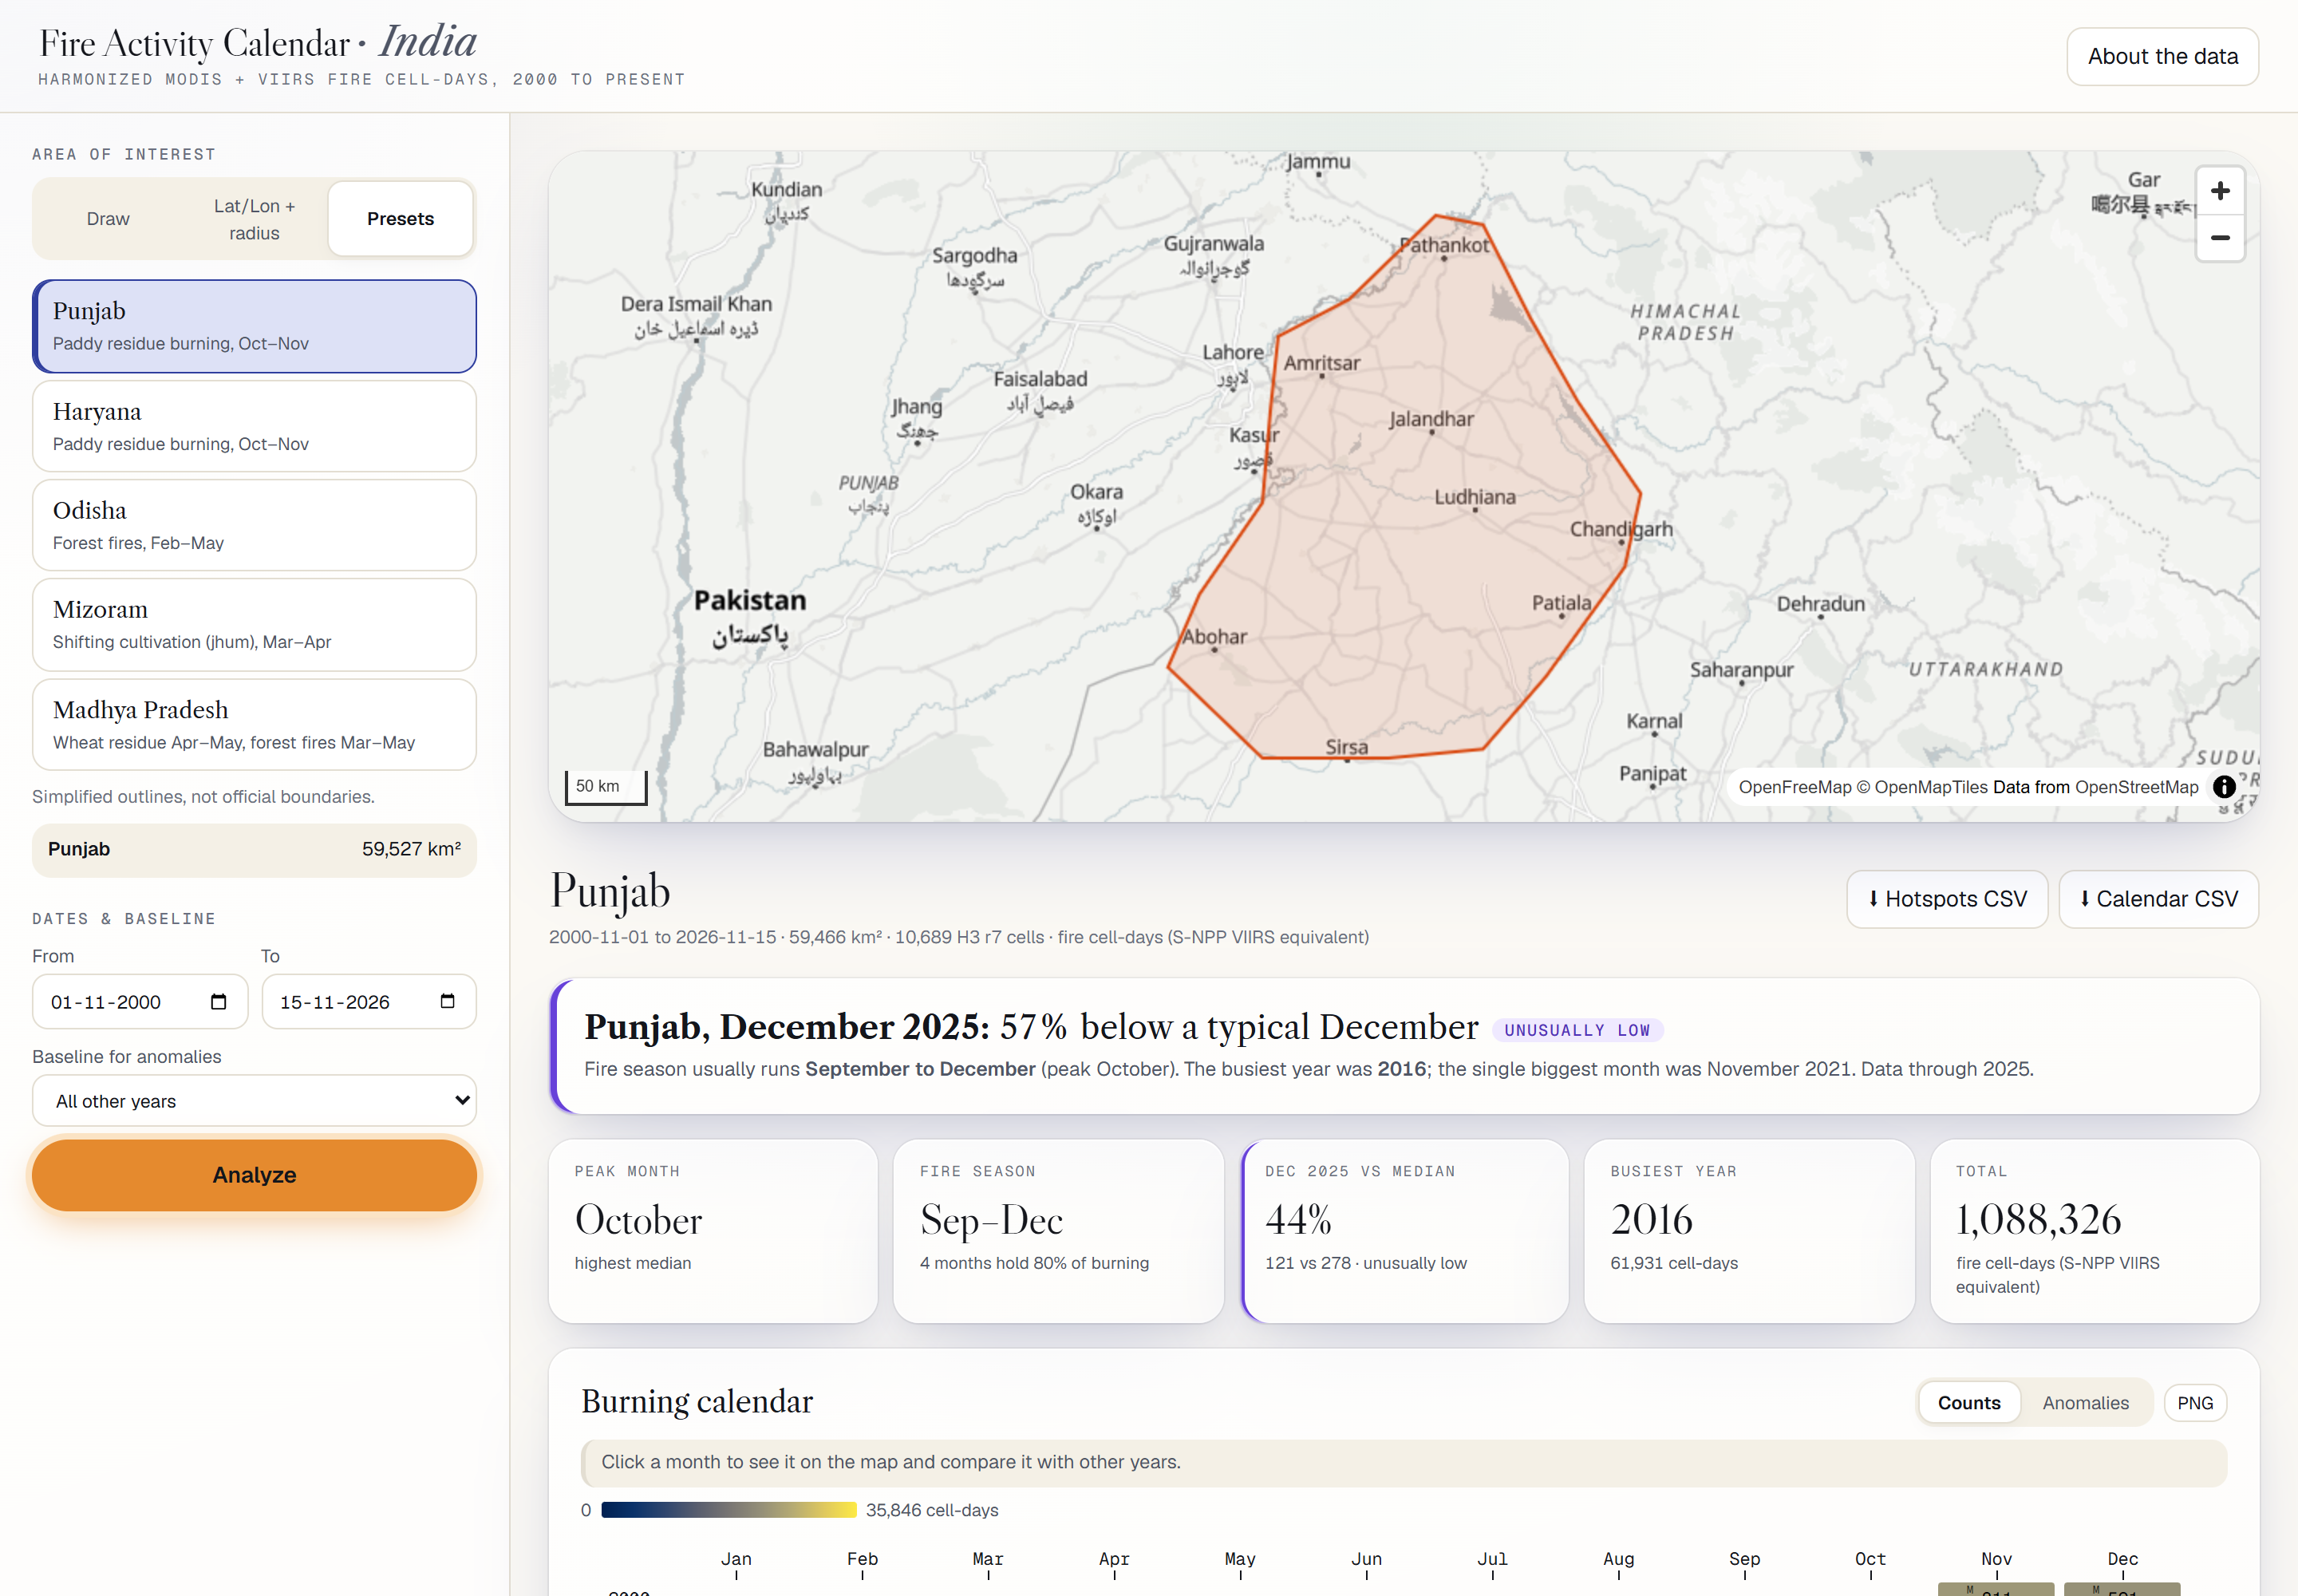 Fire Activity Calendar · India
HARMONIZED MODIS + VIIRS FIRE CELL-DAYS, 2000 TO PRESENT
About the data
AREA OF INTEREST
Draw
Lat/Lon +
radius
Presets
Punjab
Paddy residue burning, Oct–Nov
Haryana
Paddy residue burning, Oct–Nov
Odisha
Forest fires, Feb–May
Mizoram
Shifting cultivation (jhum), Mar–Apr
Madhya Pradesh
Wheat residue Apr–May, forest fires Mar–May
Simplified outlines, not official boundaries.
Punjab 59,527 km²
DATES & BASELINE
From To
01-11-2000 15-11-2026
Baseline for anomalies
All other years
Analyze
Jammu
Kundian
کندیاں
Gar
噶尔县
Pathankot
Gujranwala
گوجرانوالہ
Sargodha
سرگودھا
Dera Ismail Khan
ڈیرہ اسماعیل خان
HIMACHAL
PRADESH
Lahore
لاہور
Amritsar
Faisalabad
فیصل آباد
Jhang
جھنگ
Jalandhar
Kasur
قصور
PUNJAB
پنجاب
Okara
اوکاڑہ
Ludhiana
Chandigarh
Pakistan
پاکستان
Patiala
Dehradun
Abohar
Saharanpur
UTTARAKHAND
Karnal
Bahawalpur
بہاولپور
Sirsa
Panipat
50 km
OpenFreeMap © OpenMapTiles Data from OpenStreetMap
Punjab
2000-11-01 to 2026-11-15 · 59,466 km² · 10,689 H3 r7 cells · fire cell-days (S-NPP VIIRS equivalent)
⭳ Hotspots CSV
⭳ Calendar CSV
Punjab, December 2025: 57% below a typical December UNUSUALLY LOW
Fire season usually runs September to December (peak October). The busiest year was 2016; the single biggest month was November 2021. Data through 2025.
PEAK MONTH
October
highest median
FIRE SEASON
Sep–Dec
4 months hold 80% of burning
DEC 2025 VS MEDIAN
44%
121 vs 278 · unusually low
BUSIEST YEAR
2016
61,931 cell-days
TOTAL
1,088,326
fire cell-days (S-NPP VIIRS
equivalent)
Burning calendar
Counts Anomalies PNG
Click a month to see it on the map and compare it with other years.
0 35,846 cell-days
Jan Feb Mar Apr May Jun Jul Aug Sep Oct Nov Dec